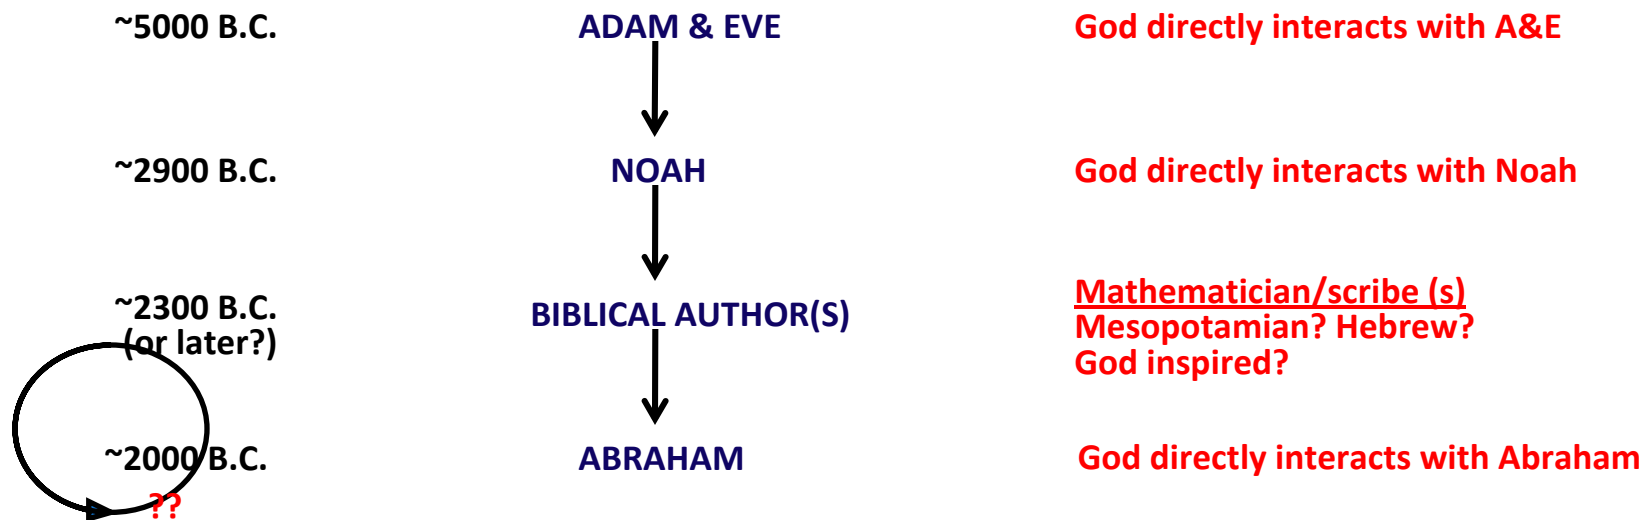 ~5000 B.C. ADAM & EVE God directly interacts with A&E
~2900 B.C. NOAH God directly interacts with Noah
~2300 B.C. BIBLICAL AUTHOR(S) Mathematician/scribe (s)
(or later?) Mesopotamian? Hebrew?
God inspired?
~2000 B.C. ABRAHAM God directly interacts with Abraham
??